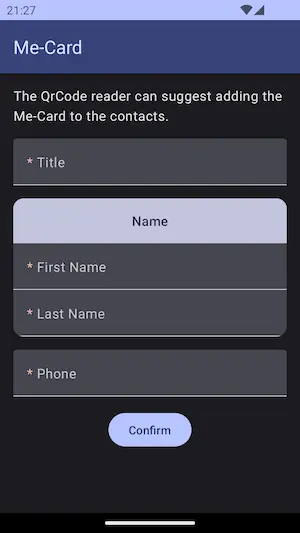 21:27
Me-Card
The QrCode reader can suggest adding the
Me-Card to the contacts.
* Title
Name
* First Name
* Last Name
* Phone
Confirm